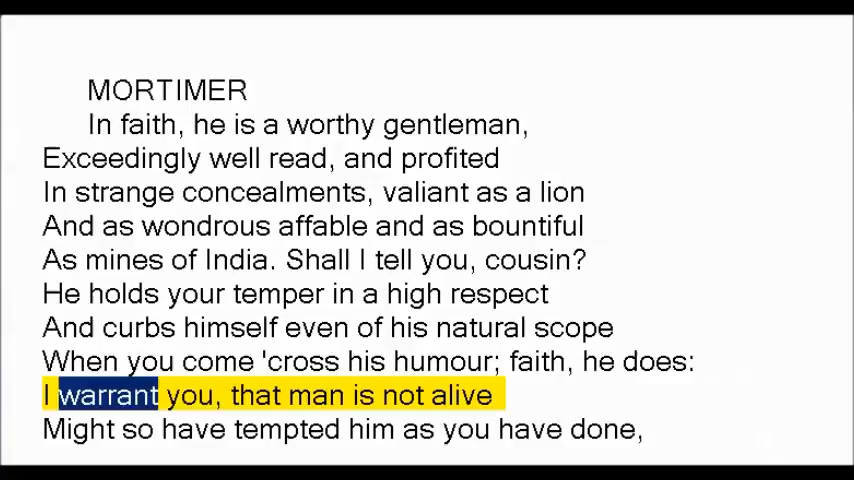 MORTIMER
In faith, he is a worthy gentleman,
Exceedingly well read, and profited
In strange concealments, valiant as a lion
And as wondrous affable and as bountiful
As mines of India. Shall I tell you, cousin?
He holds your temper in a high respect
And curbs himself even of his natural scope
When you come 'cross his humour; faith, he does:
I warrant you, that man is not alive
Might so have tempted him as you have done,